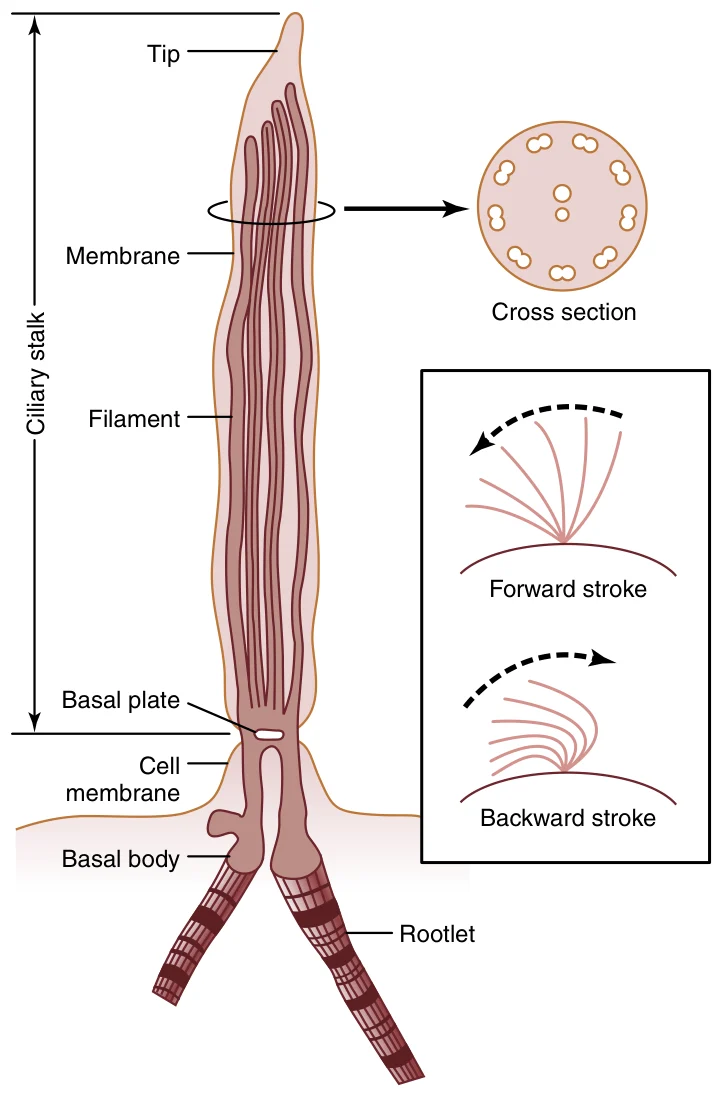 Tip
Membrane
Cross section
Ciliary stalk
Filament
Forward stroke
Basal plate
Cell
membrane
Backward stroke
Basal body
Rootlet